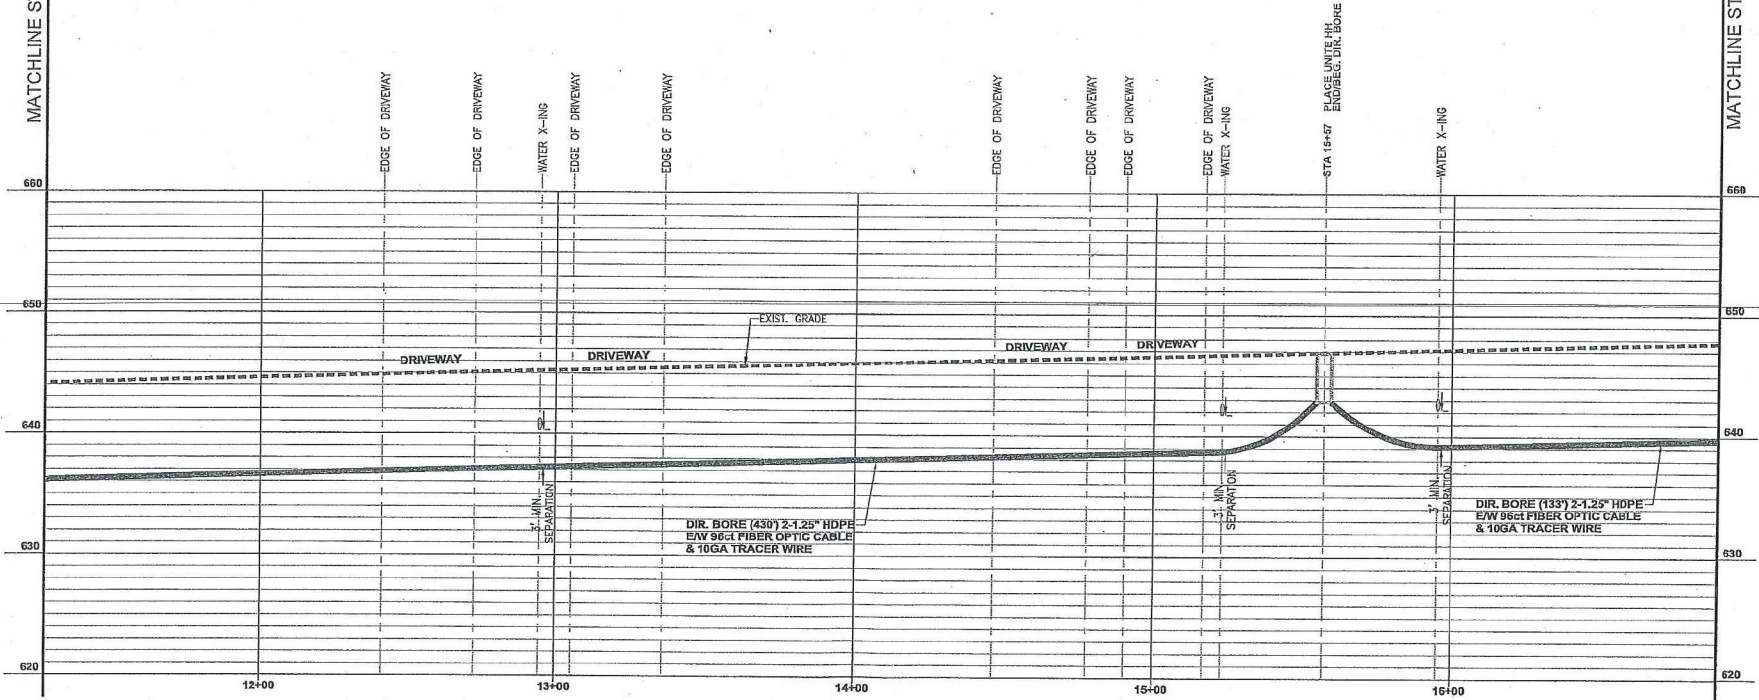 MATCHLINE S
EDGE OF DRIVEWAY
EDGE OF DRIVEWAY
WATER X-ING
EDGE OF DRIVEWAY
EDGE OF DRIVEWAY
EDGE OF DRIVEWAY
EDGE OF DRIVEWAY
EDGE OF DRIVEWAY
EDGE OF DRIVEWAY
WATER X-ING
STA 15+57 PLACE UNITE HH
END/BEG. DIR. BORE
WATER X-ING
MATCHLINE ST
660
660
650
650
EXIST. GRADE
DRIVEWAY
DRIVEWAY
DRIVEWAY
DRIVEWAY
640
640
3' MIN.
SEPARATION
3' MIN.
SEPARATION
3' MIN.
SEPARATION
DIR. BORE (430') 2-1.25" HDPE
E/W 96ct FIBER OPTIC CABLE
& 10GA TRACER WIRE
DIR. BORE (133') 2-1.25" HDPE
E/W 96ct FIBER OPTIC CABLE
& 10GA TRACER WIRE
630
630
620
620
12+00
13+00
14+00
15+00
16+00